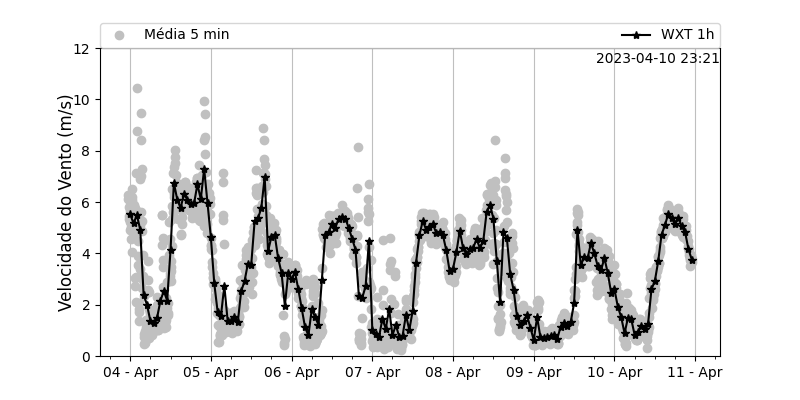 Média 5 min
WXT 1h
2023-04-10 23:21
Velocidade do Vento (m/s)
12
10
8
6
4
2
0
04 - Apr
05 - Apr
06 - Apr
07 - Apr
08 - Apr
09 - Apr
10 - Apr
11 - Apr